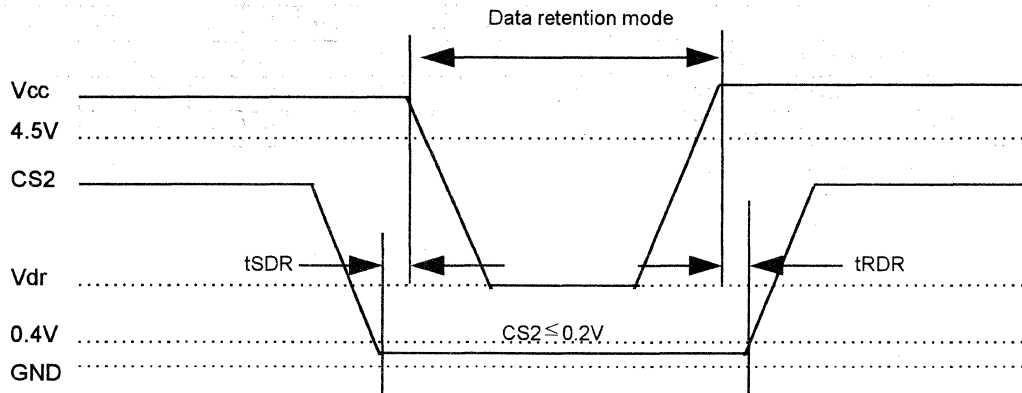 Data retention mode
Vcc
4.5V
CS2
tSDR
tRDR
Vdr
0.4V
CS2≦0.2V
GND